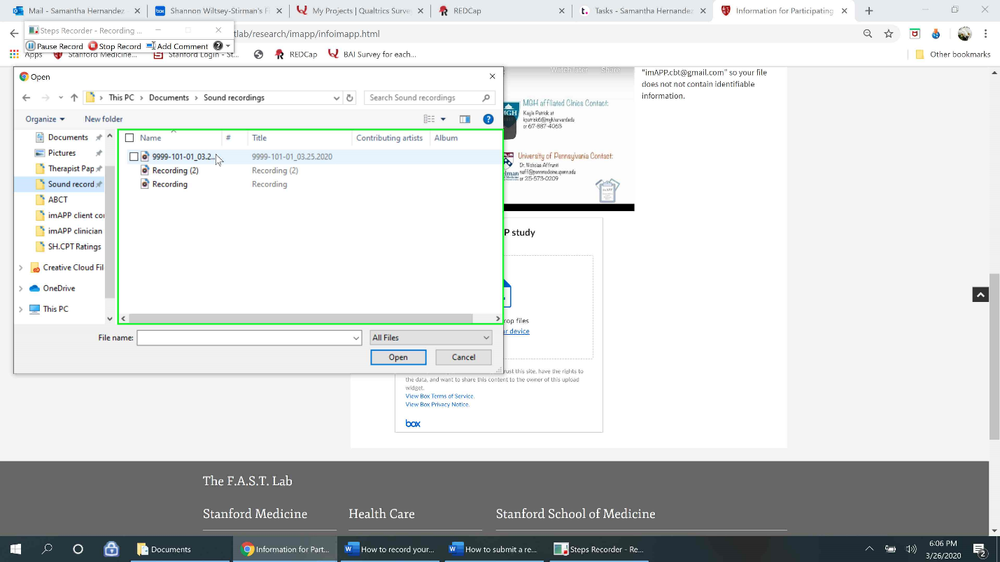 Mail - Samantha Hernandez -
Shannon Wiltsey-Stirman's Fi
My Projects | Qualtrics Survey
REDCap
Tasks - Samantha Hernandez
Information for Participating
Steps Recorder - Recording ...
tlab/research/imapp/infoimapp.html
Pause Record
Stop Record
Add Comment
Apps
Stanford Medicine...
Stanford Login - St...
REDCap
BAI Survey for each...
Other bookmarks
Open
This PC
Documents
Sound recordings
Search Sound recordings
Organize
New folder
Documents
Pictures
Therapist Pap
Sound record
ABCT
imAPP client co
imAPP clinician
SH.CPT Ratings
Creative Cloud Fil
OneDrive
This PC
Name
#
Title
Contributing artists
Album
9999-101-01_03.2...
9999-101-01_03.25.2020
Recording (2)
Recording (2)
Recording
Recording
File name:
All Files
Open
Cancel
Watch later
Share
"imAPP.cbt@gmail.com" so your file
does not not contain identifiable
information.
MGH
MGH affiliated Clinics Contact:
Kayla Patrick at
kpatrick6@mgh.harvard.edu
or 617-887-4063
University of Pennsylvania Contact:
Dr. Nicholas Affrunti
naff@pennmedicine.upenn.edu
or 215-573-0209
P study
rop files
ur device
rust this site, have the rights to
the data, and want to share this content to the owner of this upload
widget.
View Box Terms of Service.
View Box Privacy Notice.
box
The F.A.S.T. Lab
Stanford Medicine
Health Care
Stanford School of Medicine
Documents
Information for Part...
How to record your...
How to submit a re...
Steps Recorder - Re...
6:06 PM
3/26/2020
2